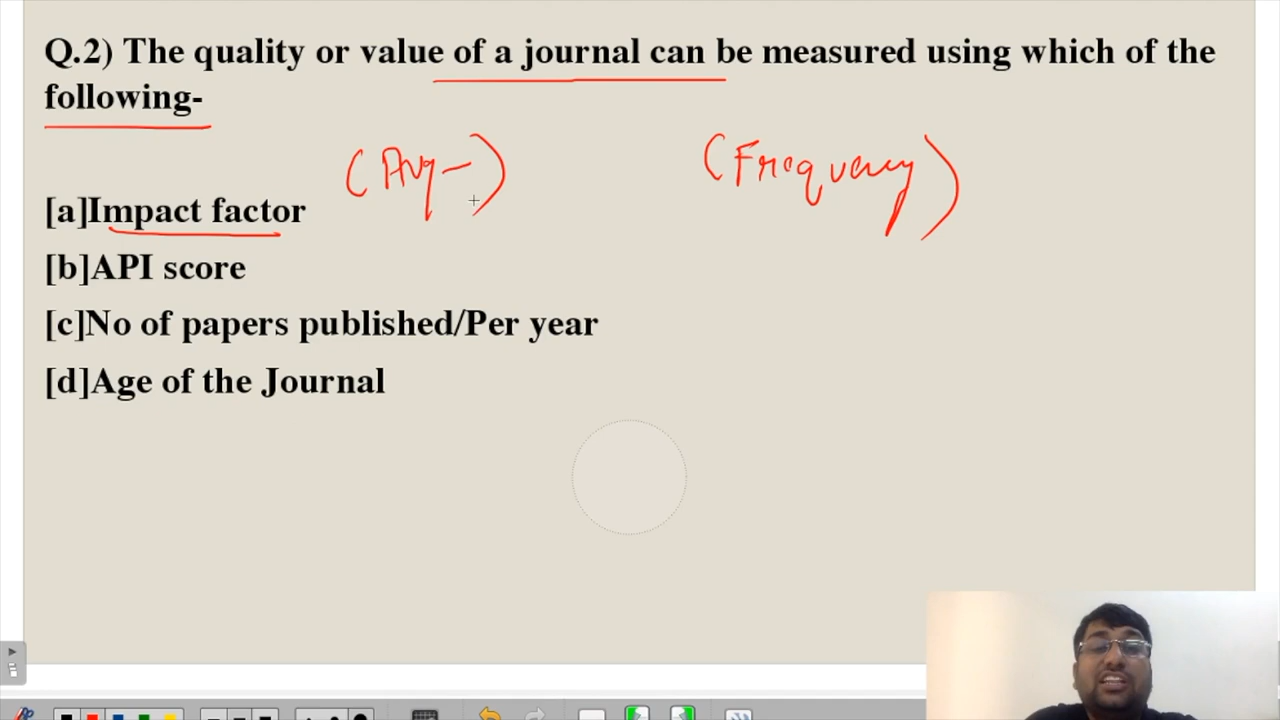 Q.2) The quality or value of a journal can be measured using which of the
following-
(Avg-) (Frequency)
[a]Impact factor
[b]API score
[c]No of papers published/Per year
[d]Age of the Journal